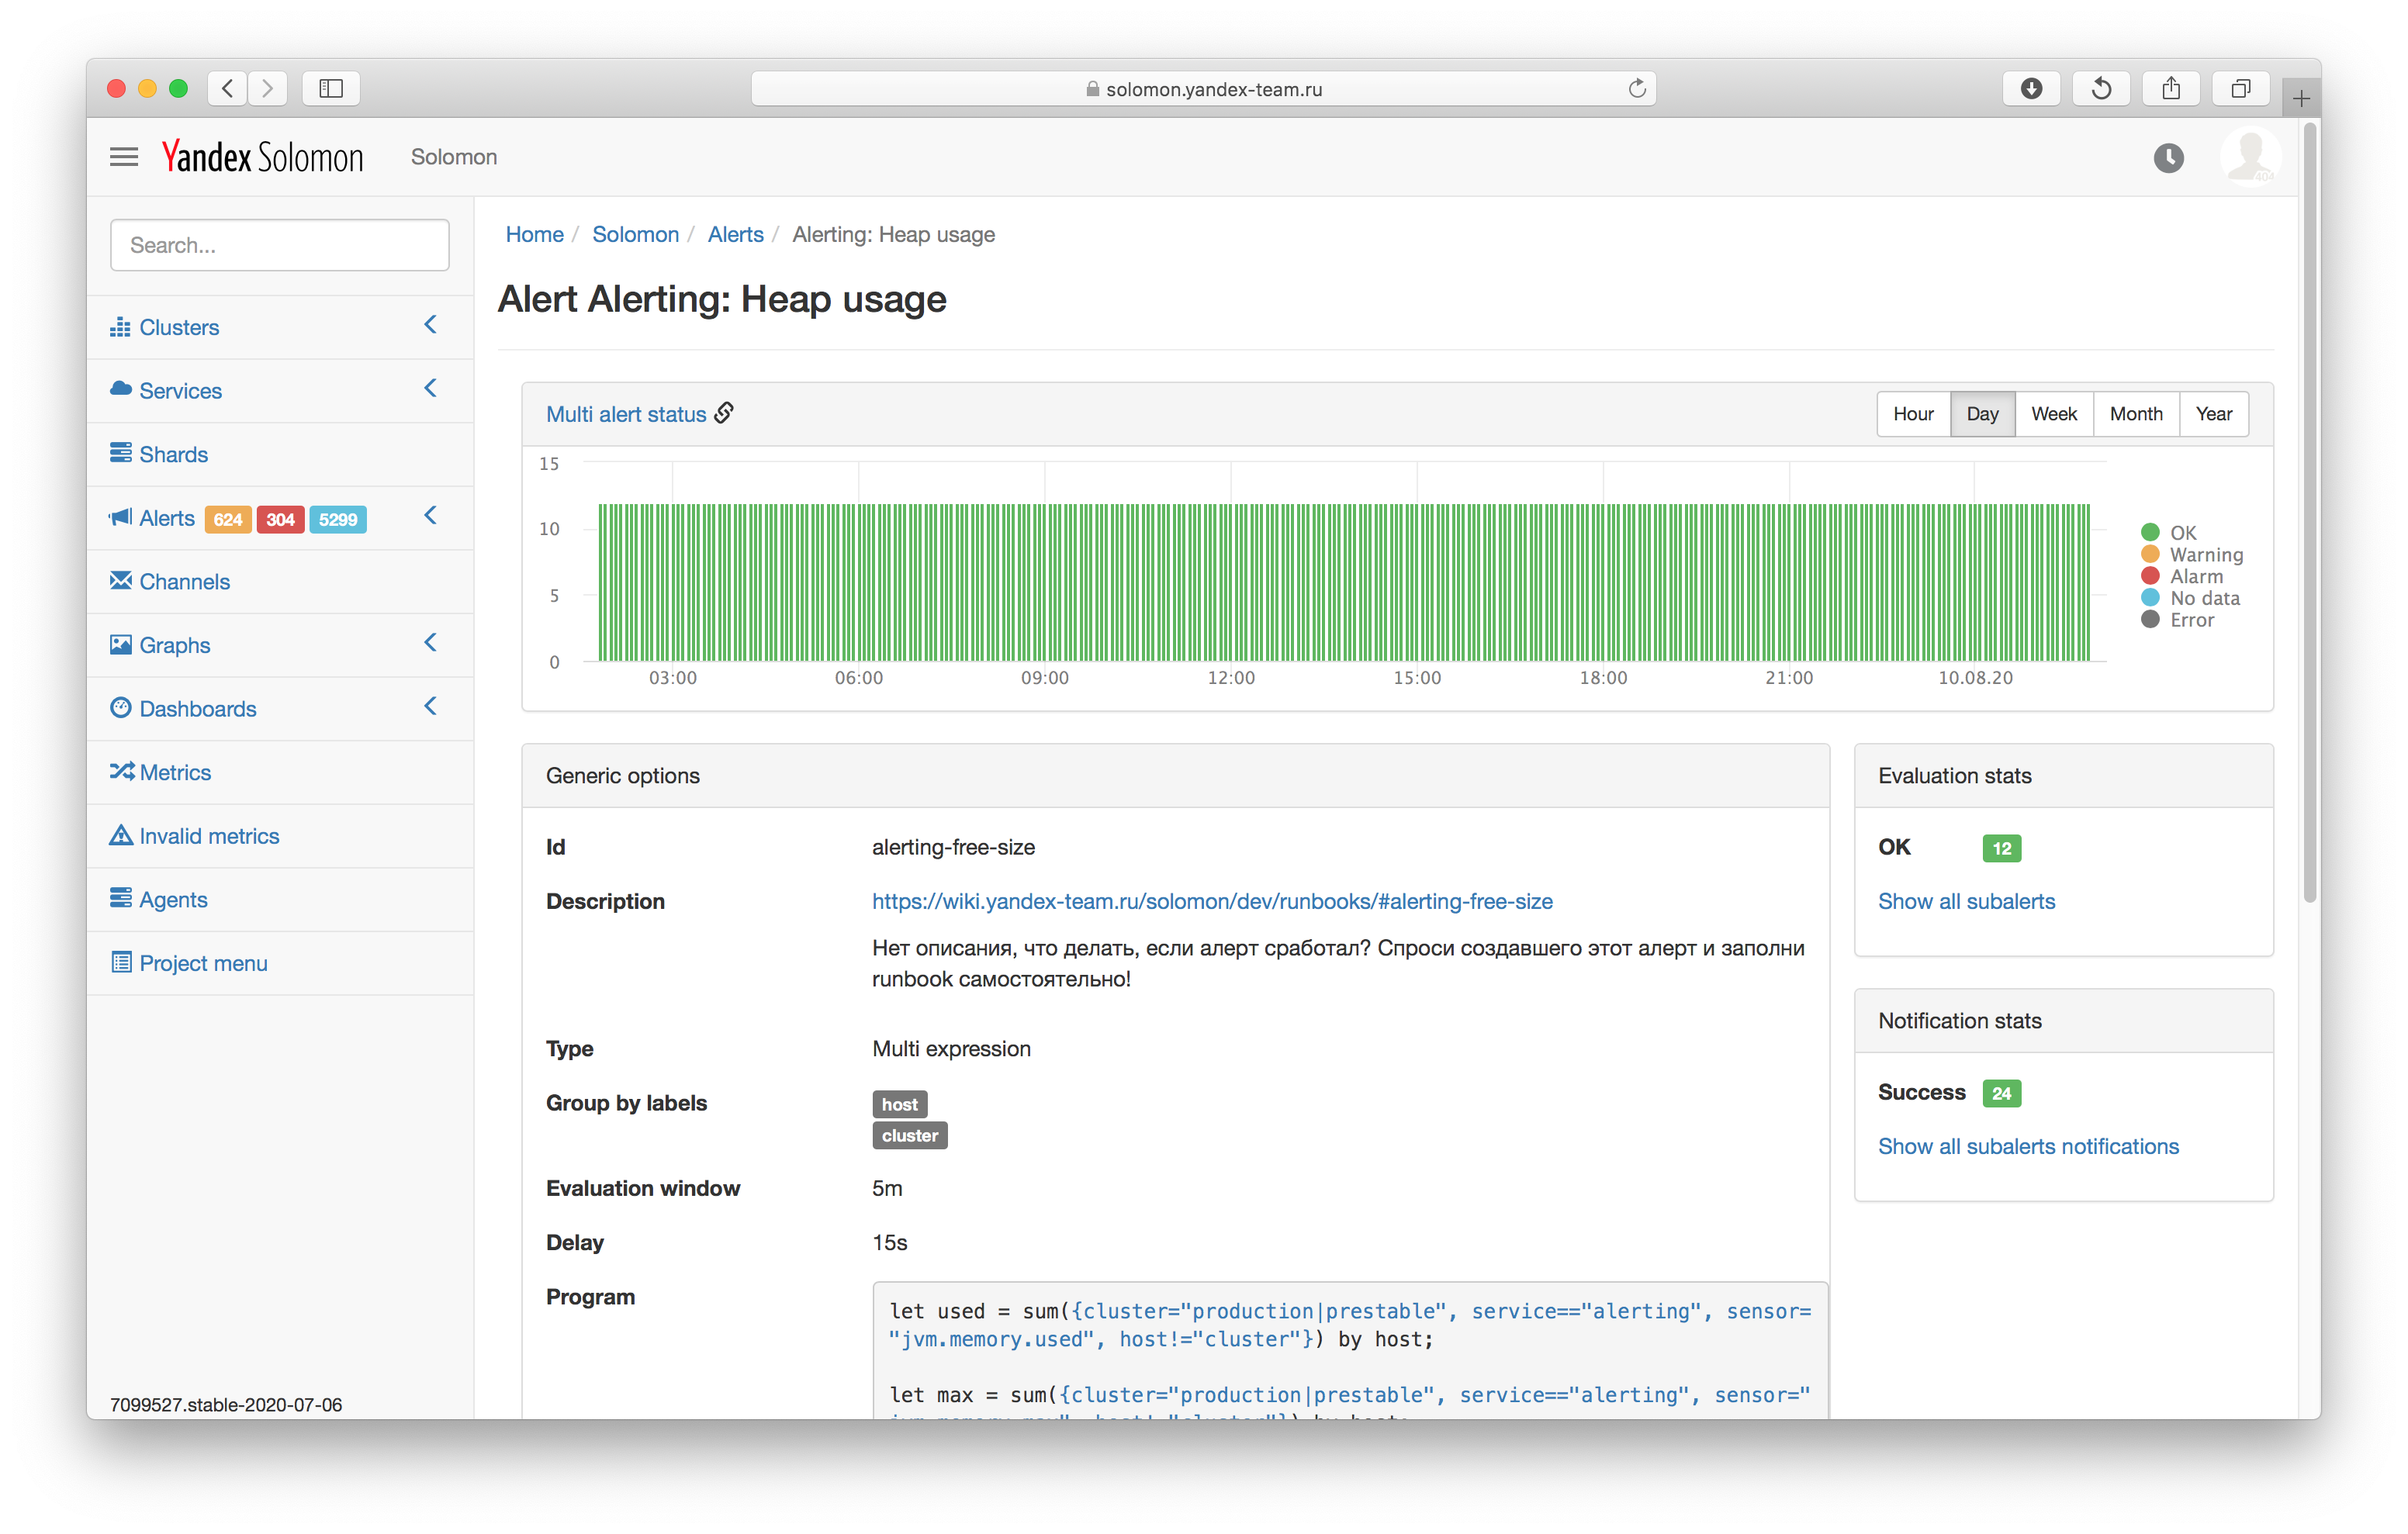 solomon.yandex-team.ru
Yandex Solomon
Solomon
404
Search...
Clusters
Services
Shards
Alerts 624 304 5299
Channels
Graphs
Dashboards
Metrics
Invalid metrics
Agents
Project menu
7099527.stable-2020-07-06
Home / Solomon / Alerts / Alerting: Heap usage
Alert Alerting: Heap usage
Multi alert status
Hour Day Week Month Year
15
10
5
0
03:00 06:00 09:00 12:00 15:00 18:00 21:00 10.08.20
OK
Warning
Alarm
No data
Error
Generic options
Id alerting-free-size
Description https://wiki.yandex-team.ru/solomon/dev/runbooks/#alerting-free-size
Нет описания, что делать, если алерт сработал? Спроси создавшего этот алерт и заполни
runbook самостоятельно!
Type Multi expression
Group by labels host
cluster
Evaluation window 5m
Delay 15s
Program
let used = sum({cluster="production|prestable", service=="alerting", sensor=
"jvm.memory.used", host!="cluster"}) by host;
let max = sum({cluster="production|prestable", service=="alerting", sensor="
Evaluation stats
OK 12
Show all subalerts
Notification stats
Success 24
Show all subalerts notifications